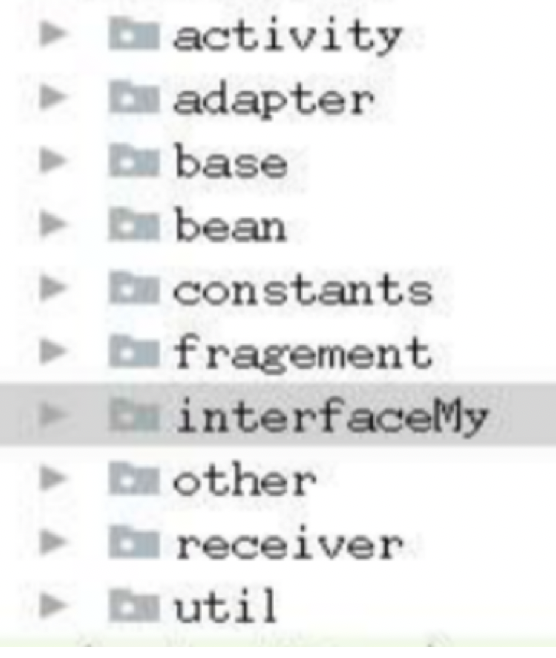 activity
adapter
base
bean
constants
fragement
interfaceMy
other
receiver
util